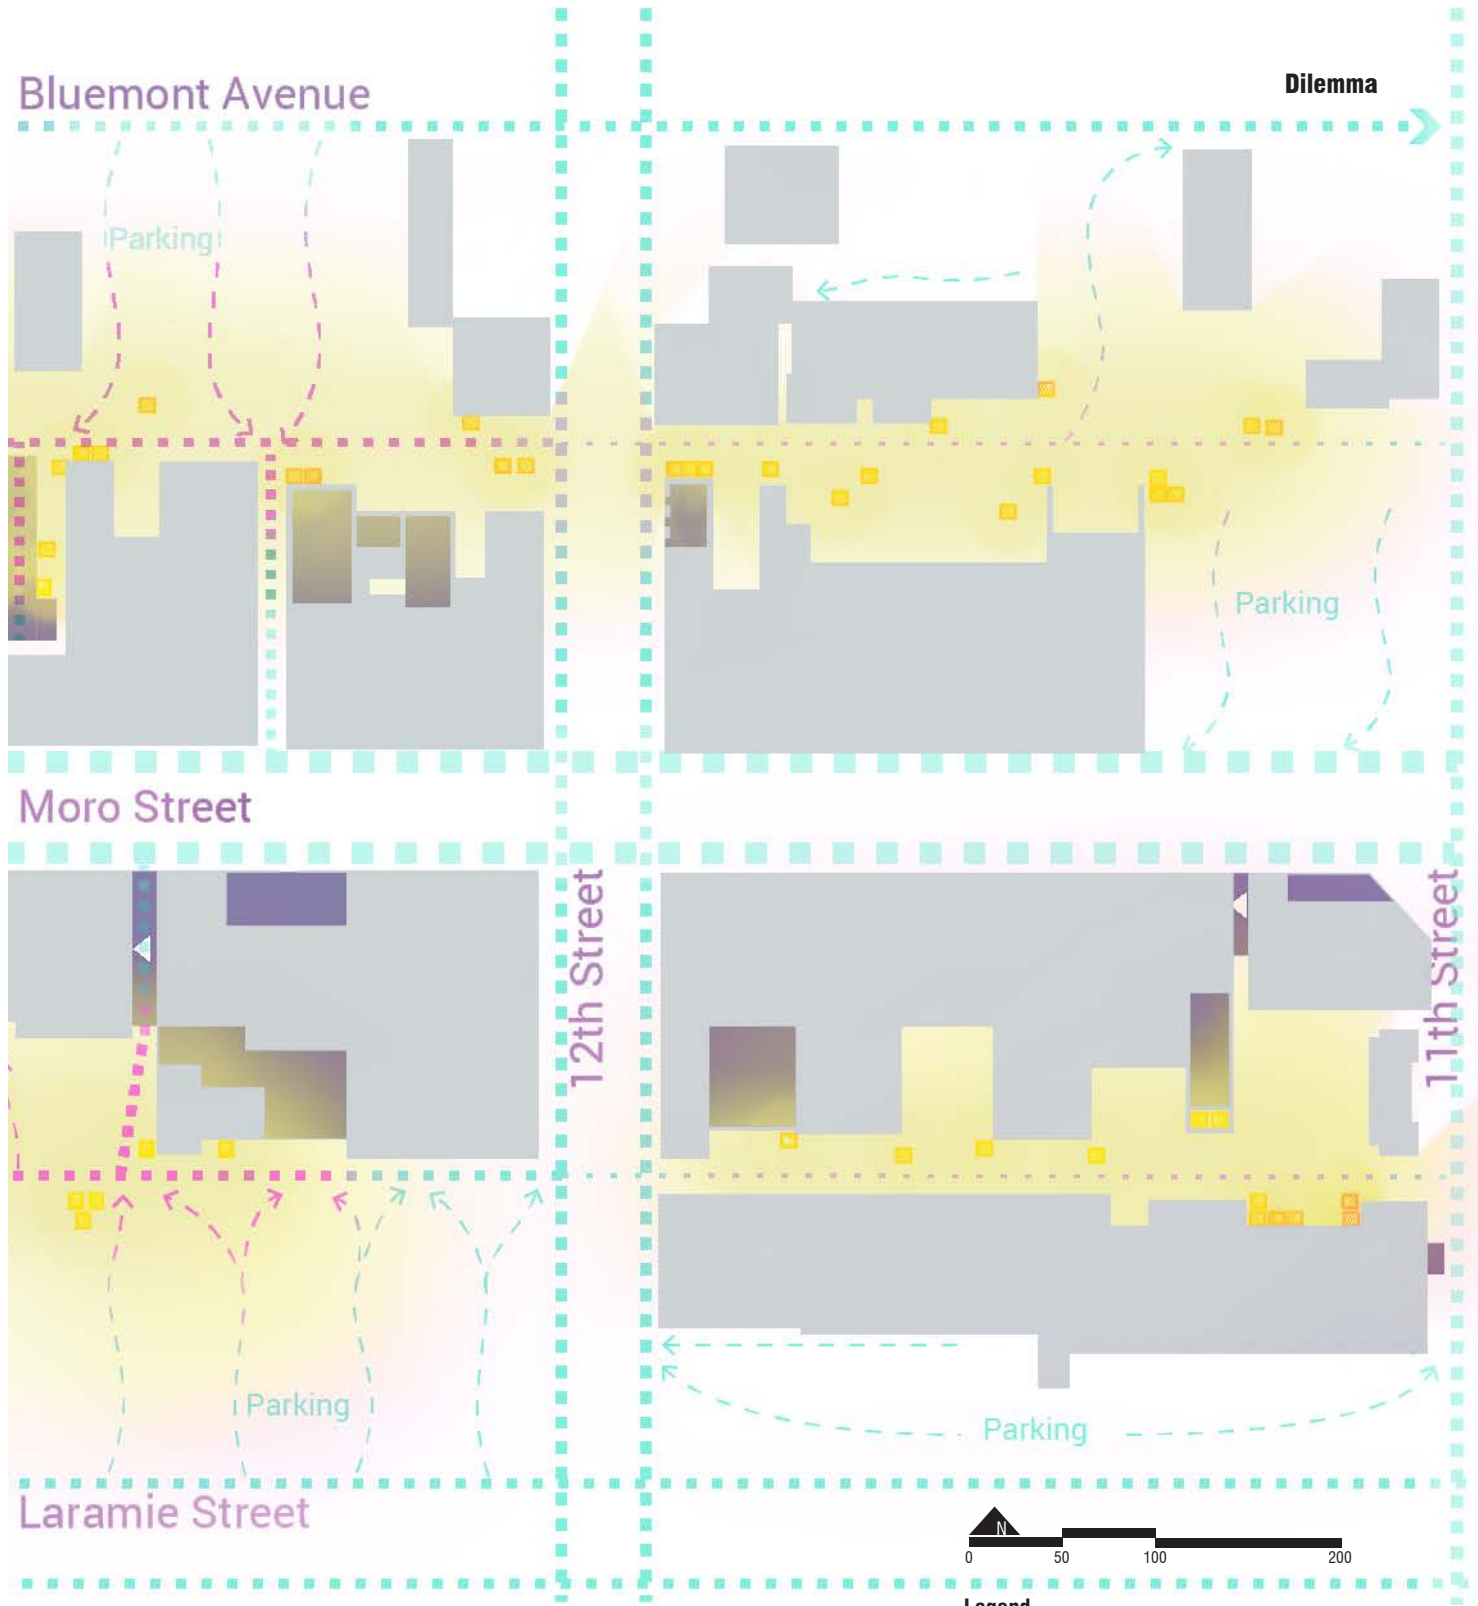 Dilemma
Bluemont Avenue
Parking
Parking
Moro Street
12th Street
11th Street
Parking
Parking
Laramie Street
N
0 50 100 200
Legend